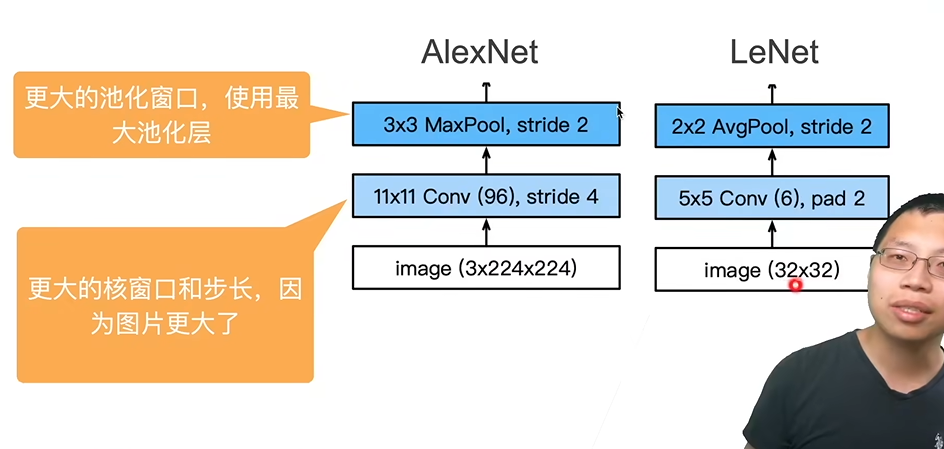 AlexNet
LeNet
更大的池化窗口，使用最
大池化层
3x3 MaxPool, stride 2
2x2 AvgPool, stride 2
11x11 Conv (96), stride 4
5x5 Conv (6), pad 2
更大的核窗口和步长，因
为图片更大了
image (3x224x224)
image (32x32)